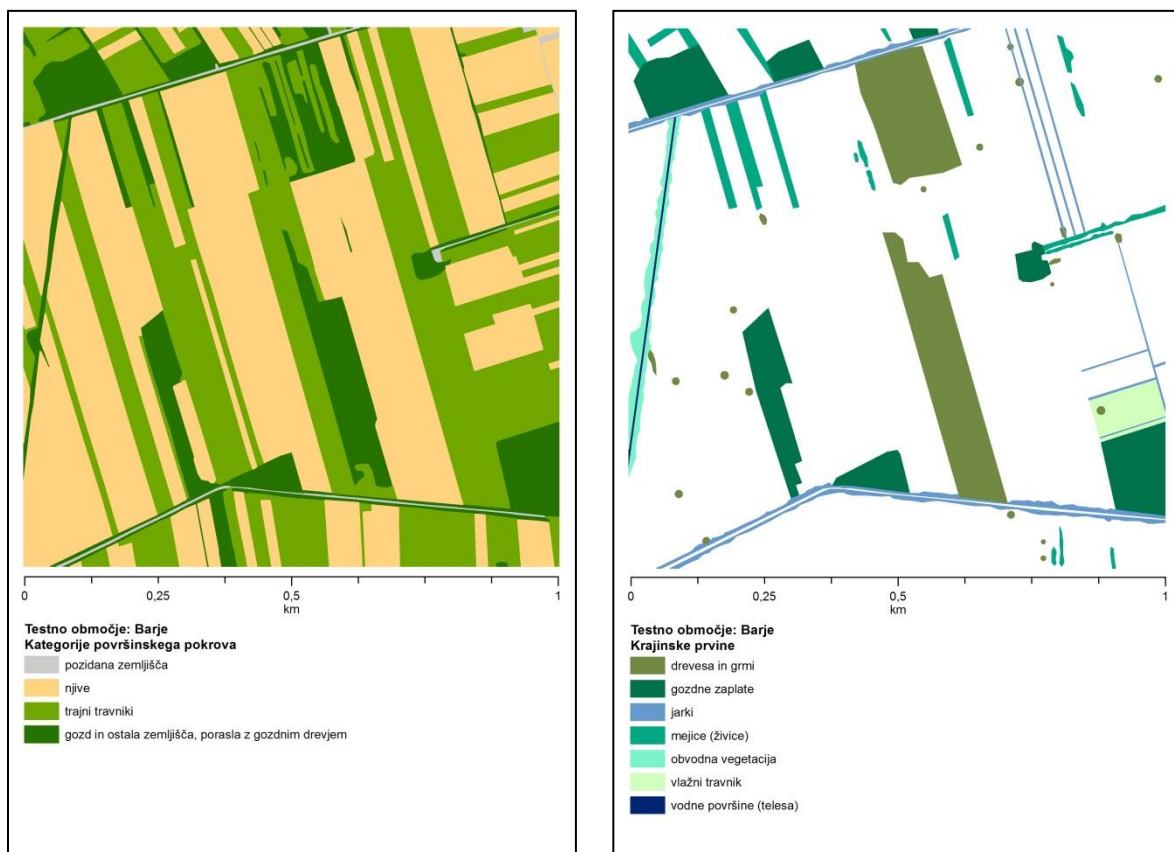 0 0,25 0,5 1
km
Testno območje: Barje
Kategorije površinskega pokrova
pozidana zemljišča
njive
trajni travniki
gozd in ostala zemljišča, porasla z gozdnim drevjem
0 0,25 0,5 1
km
Testno območje: Barje
Krajinske prvine
drevesa in grmi
gozdne zaplate
jarki
mejice (živice)
obvodna vegetacija
vlažni travnik
vodne površine (telesa)